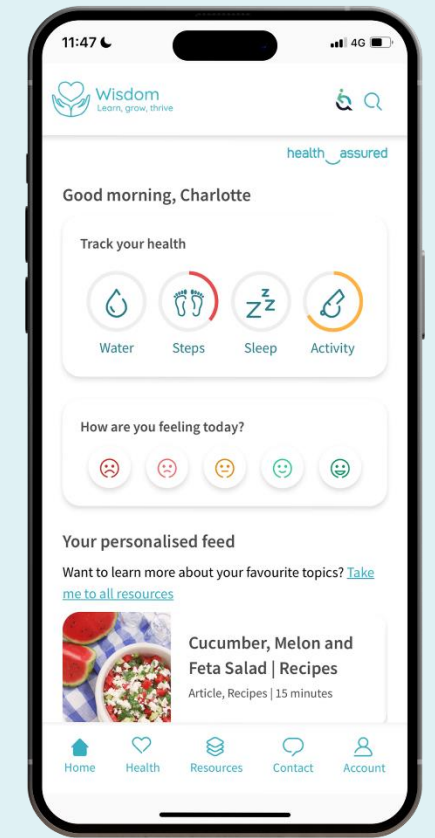 11:47
4G
Wisdom
Learn, grow, thrive
health assured
Good morning, Charlotte
Track your health
Water Steps Sleep Activity
How are you feeling today?
Your personalised feed
Want to learn more about your favourite topics? Take
me to all resources
Cucumber, Melon and
Feta Salad | Recipes
Article, Recipes | 15 minutes
Home Health Resources Contact Account